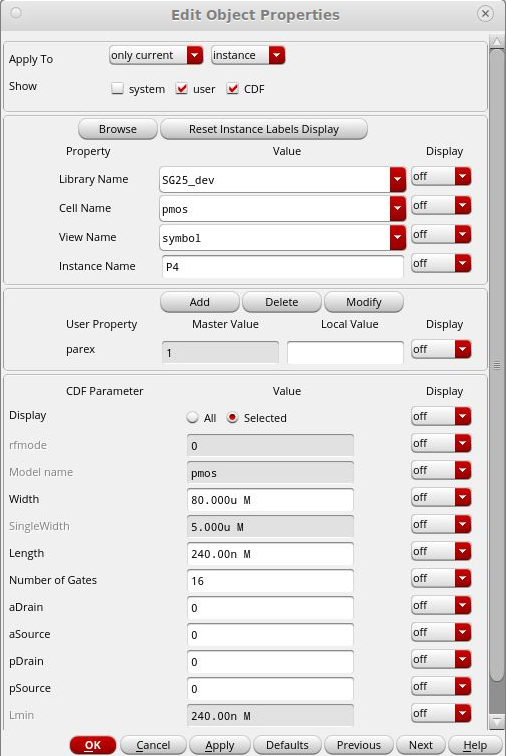 Edit Object Properties
Apply To only current instance
Show system user CDF
Browse Reset Instance Labels Display
Property Value Display
Library Name SG25_dev off
Cell Name pmos off
View Name symbol off
Instance Name P4 off
Add Delete Modify
User Property Master Value Local Value Display
parex 1 off
CDF Parameter Value Display
Display All Selected off
rfmode 0 off
Model name pmos off
Width 80.000u M off
SingleWidth 5.000u M off
Length 240.00n M off
Number of Gates 16 off
aDrain 0 off
aSource 0 off
pDrain 0 off
pSource 0 off
Lmin 240.00n M off
OK Cancel Apply Defaults Previous Next Help